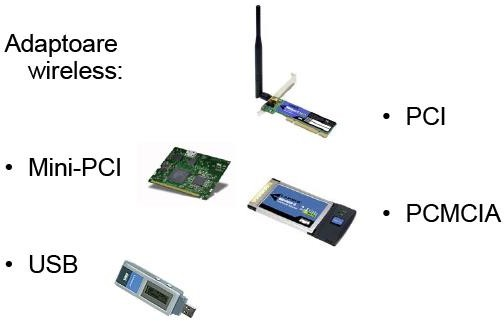 Adaptoare
wireless:
• PCI
• Mini-PCI
• PCMCIA
• USB